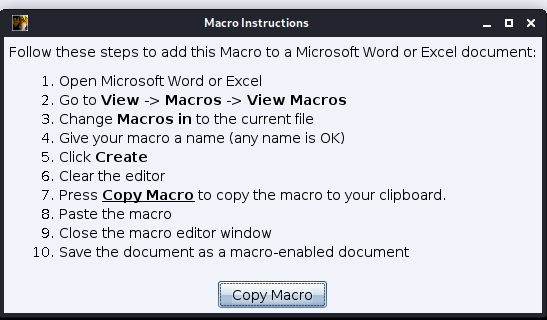 Macro Instructions
Follow these steps to add this Macro to a Microsoft Word or Excel document:
1. Open Microsoft Word or Excel
2. Go to View -> Macros -> View Macros
3. Change Macros in to the current file
4. Give your macro a name (any name is OK)
5. Click Create
6. Clear the editor
7. Press Copy Macro to copy the macro to your clipboard.
8. Paste the macro
9. Close the macro editor window
10. Save the document as a macro-enabled document
Copy Macro